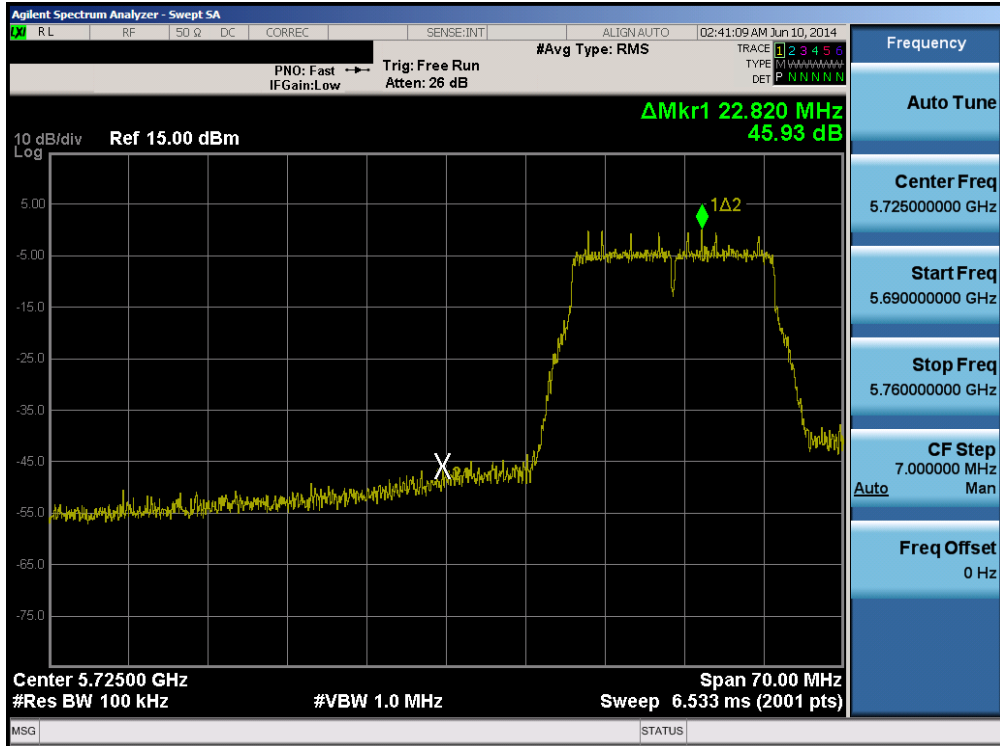 Agilent Spectrum Analyzer - Swept SA
LXI RL RF 50 Ω DC CORREC SENSE:INT ALIGN AUTO 02:41:09 AM Jun 10, 2014
Frequency
#Avg Type: RMS
TRACE 1 2 3 4 5 6
PNO: Fast Trig: Free Run
TYPE M WWWWW
IFGain:Low Atten: 26 dB
DET P N N N N N
Auto Tune
ΔMkr1 22.820 MHz
45.93 dB
10 dB/div Ref 15.00 dBm
Log
Center Freq
5.725000000 GHz
1Δ2
5.00
-5.00
Start Freq
5.690000000 GHz
-15.0
-25.0
Stop Freq
5.760000000 GHz
-35.0
-45.0
X2
CF Step
7.000000 MHz
Auto Man
-55.0
Freq Offset
0 Hz
-65.0
-75.0
Center 5.72500 GHz Span 70.00 MHz
#Res BW 100 kHz #VBW 1.0 MHz Sweep 6.533 ms (2001 pts)
MSG STATUS